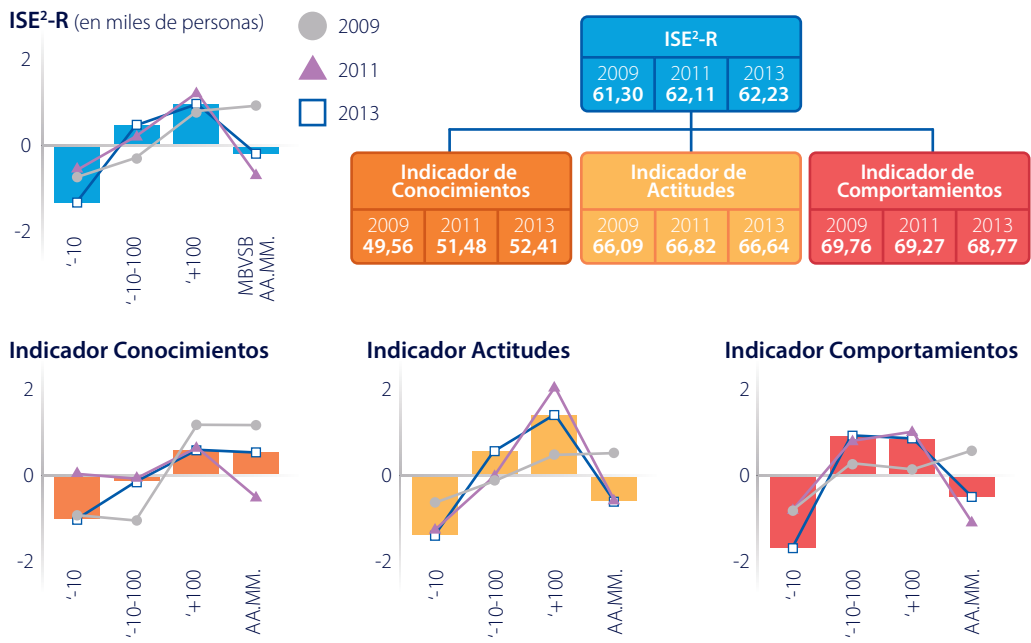 ISE²-R (en miles de personas)
2009
2011
2013
2
0
-2
‘-10
‘-10-100
‘+100
MBVSB
AA.MM.
ISE²-R
2009 2011 2013
61,30 62,11 62,23
Indicador de
Conocimientos
2009 2011 2013
49,56 51,48 52,41
Indicador de
Actitudes
2009 2011 2013
66,09 66,82 66,64
Indicador de
Comportamientos
2009 2011 2013
69,76 69,27 68,77
Indicador Conocimientos
2
0
-2
‘-10
‘-10-100
‘+100
AA.MM.
Indicador Actitudes
2
0
-2
‘-10
‘-10-100
‘+100
AA.MM.
Indicador Comportamientos
2
0
-2
‘-10
‘-10-100
‘+100
AA.MM.